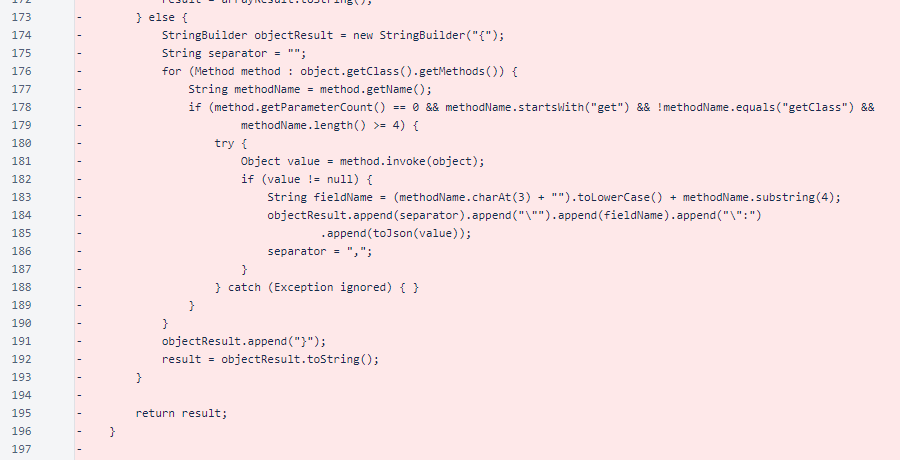 172 - result = arrayResult.toString();
173 - } else {
174 - StringBuilder objectResult = new StringBuilder("{");
175 - String separator = "";
176 - for (Method method : object.getClass().getMethods()) {
177 - String methodName = method.getName();
178 - if (method.getParameterCount() == 0 && methodName.startsWith("get") && !methodName.equals("getClass") &&
179 - methodName.length() >= 4) {
180 - try {
181 - Object value = method.invoke(object);
182 - if (value != null) {
183 - String fieldName = (methodName.charAt(3) + "").toLowerCase() + methodName.substring(4);
184 - objectResult.append(separator).append("\"").append(fieldName).append("\":")
185 - .append(toJson(value));
186 - separator = ",";
187 - }
188 - } catch (Exception ignored) { }
189 - }
190 - }
191 - objectResult.append("}");
192 - result = objectResult.toString();
193 - }
194 -
195 - return result;
196 - }
197 -